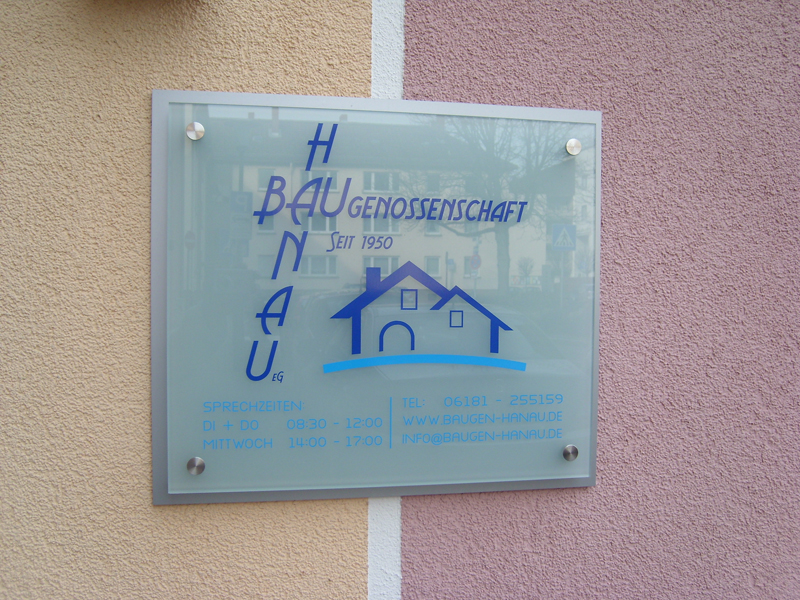 HANAU eG
BAUGENOSSENSCHAFT
SEIT 1950
SPRECHZEITEN:
DI + DO 08:30 - 12:00
MITTWOCH 14:00 - 17:00
TEL: 06181 - 255159
WWW.BAUGEN-HANAU.DE
INFO@BAUGEN-HANAU.DE